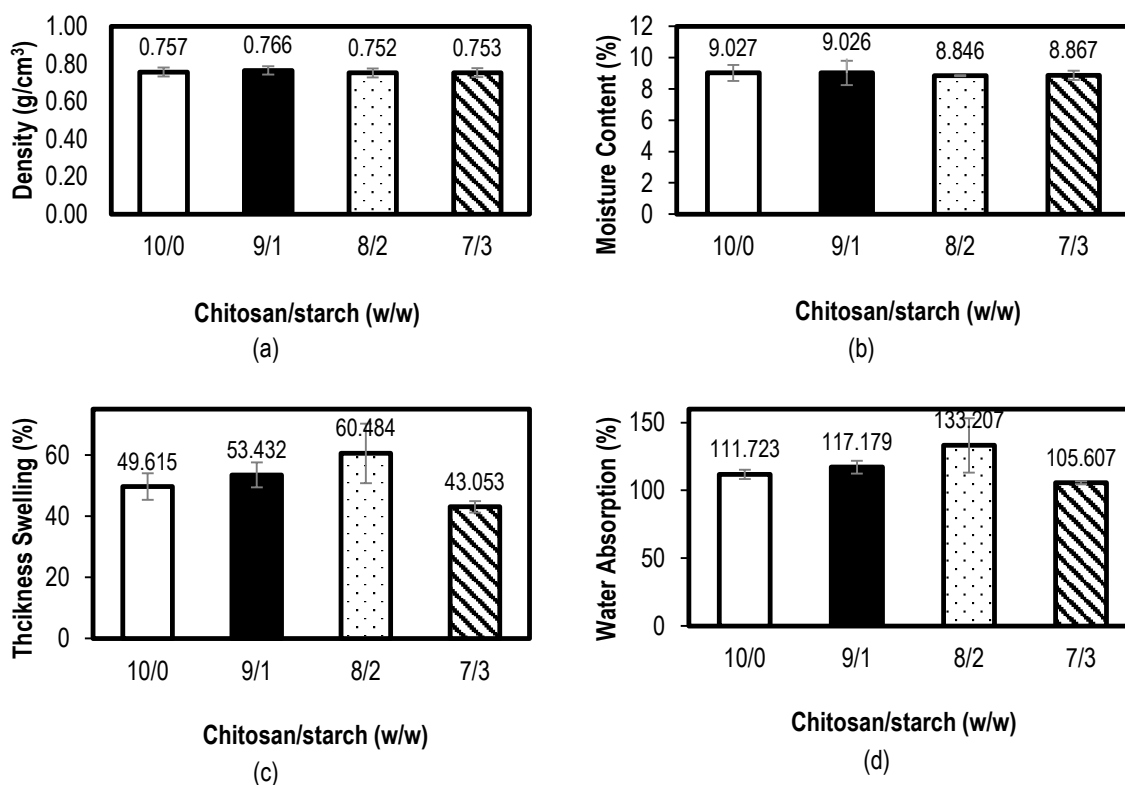 1.00
0.80
0.60
0.40
0.20
0.00
Density (g/cm³)
0.757 0.766 0.752 0.753
10/0 9/1 8/2 7/3
Chitosan/starch (w/w)
(a)
12
10
8
6
4
2
0
Moisture Content (%)
9.027 9.026 8.846 8.867
10/0 9/1 8/2 7/3
Chitosan/starch (w/w)
(b)
60
40
20
0
Thcikness Swelling (%)
49.615 53.432 60.484 43.053
10/0 9/1 8/2 7/3
Chitosan/starch (w/w)
(c)
150
100
50
0
Water Absorption (%)
111.723 117.179 133.207 105.607
10/0 9/1 8/2 7/3
Chitosan/starch (w/w)
(d)